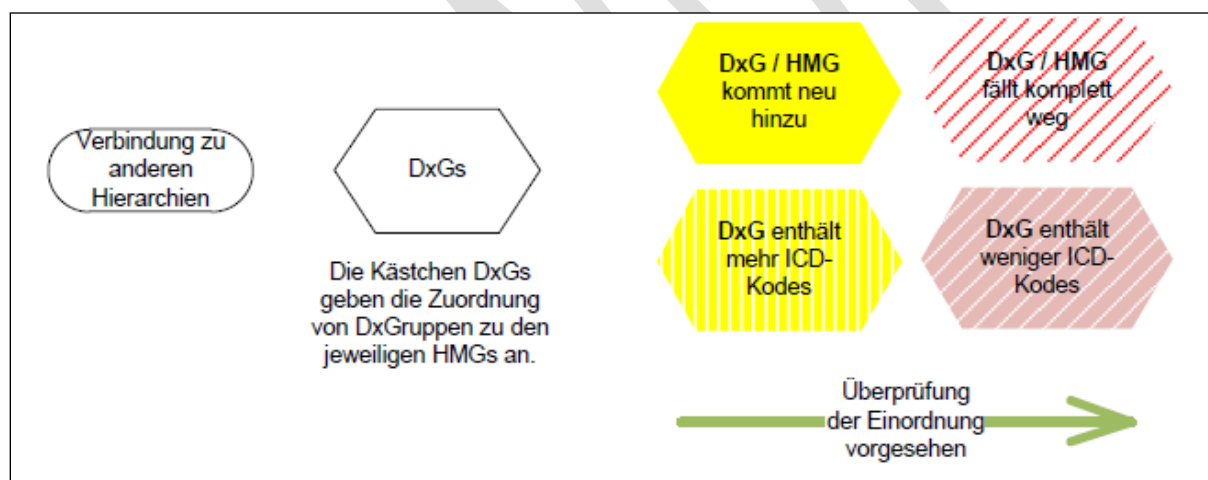 Verbindung zu
anderen
Hierarchien
DxGs
Die Kästchen DxGs
geben die Zuordnung
von DxGruppen zu den
jeweiligen HMGs an.
DxG / HMG
kommt neu
hinzu
DxG / HMG
fällt komplett
weg
DxG enthält
mehr ICD-
Kodes
DxG enthält
weniger ICD-
Kodes
Überprüfung
der Einordnung
vorgesehen